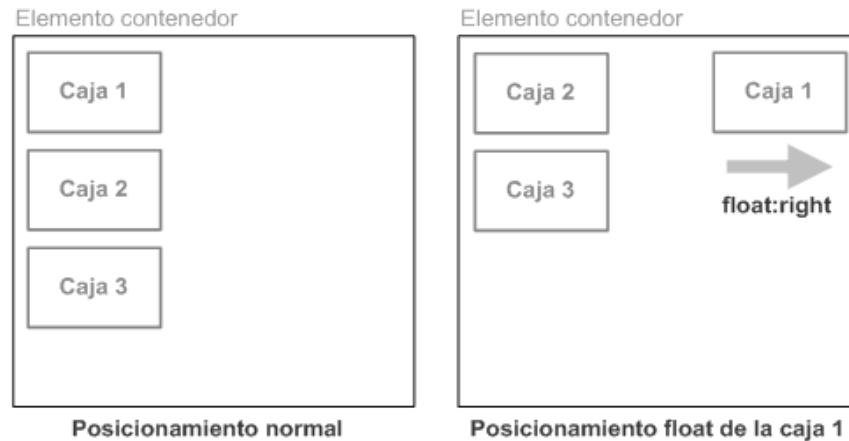 Elemento contenedor
Caja 1
Caja 2
Caja 3
Posicionamiento normal
Elemento contenedor
Caja 2
Caja 1
Caja 3
float:right
Posicionamiento float de la caja 1